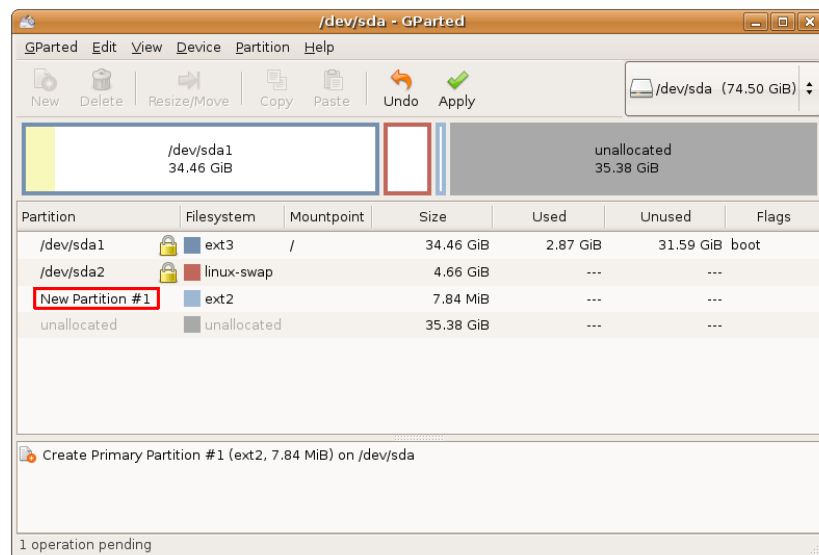 /dev/sda - GParted
GParted Edit View Device Partition Help
New Delete Resize/Move Copy Paste Undo Apply /dev/sda (74.50 GiB)
/dev/sda1
34.46 GiB
unallocated
35.38 GiB
Partition Filesystem Mountpoint Size Used Unused Flags
/dev/sda1 ext3 / 34.46 GiB 2.87 GiB 31.59 GiB boot
/dev/sda2 linux-swap 4.66 GiB --- ---
New Partition #1 ext2 7.84 MiB --- ---
unallocated unallocated 35.38 GiB --- ---
Create Primary Partition #1 (ext2, 7.84 MiB) on /dev/sda
1 operation pending